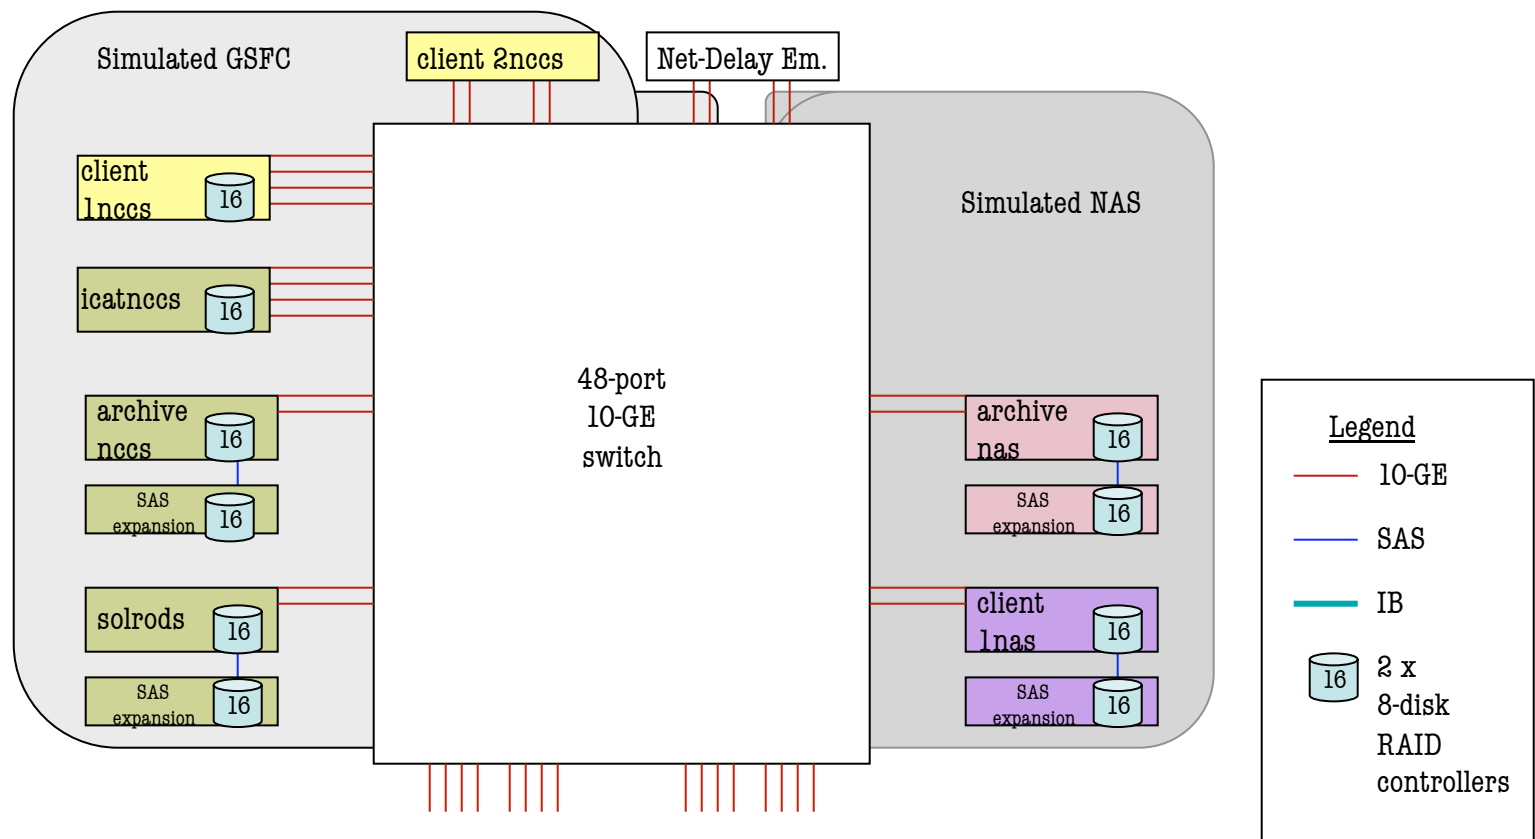 Simulated GSFC
client 2nccs
Net-Delay Em.
client
1nccs
16
Simulated NAS
icatnccs
16
48-port
10-GE
switch
archive
nccs
16
SAS
expansion
16
archive
nas
16
SAS
expansion
16
solrods
16
SAS
expansion
16
client
1nas
16
SAS
expansion
16
Legend
10-GE
SAS
IB
16
2 x
8-disk
RAID
controllers